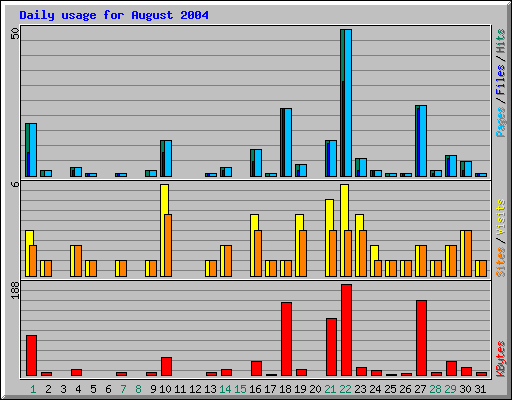 Daily usage for August 2004
50
6
188
Pages / Files / Hits
Sites / Visits
KBytes
1 2 3 4 5 6 7 8 9 10 11 12 13 14 15 16 17 18 19 20 21 22 23 24 25 26 27 28 29 30 31